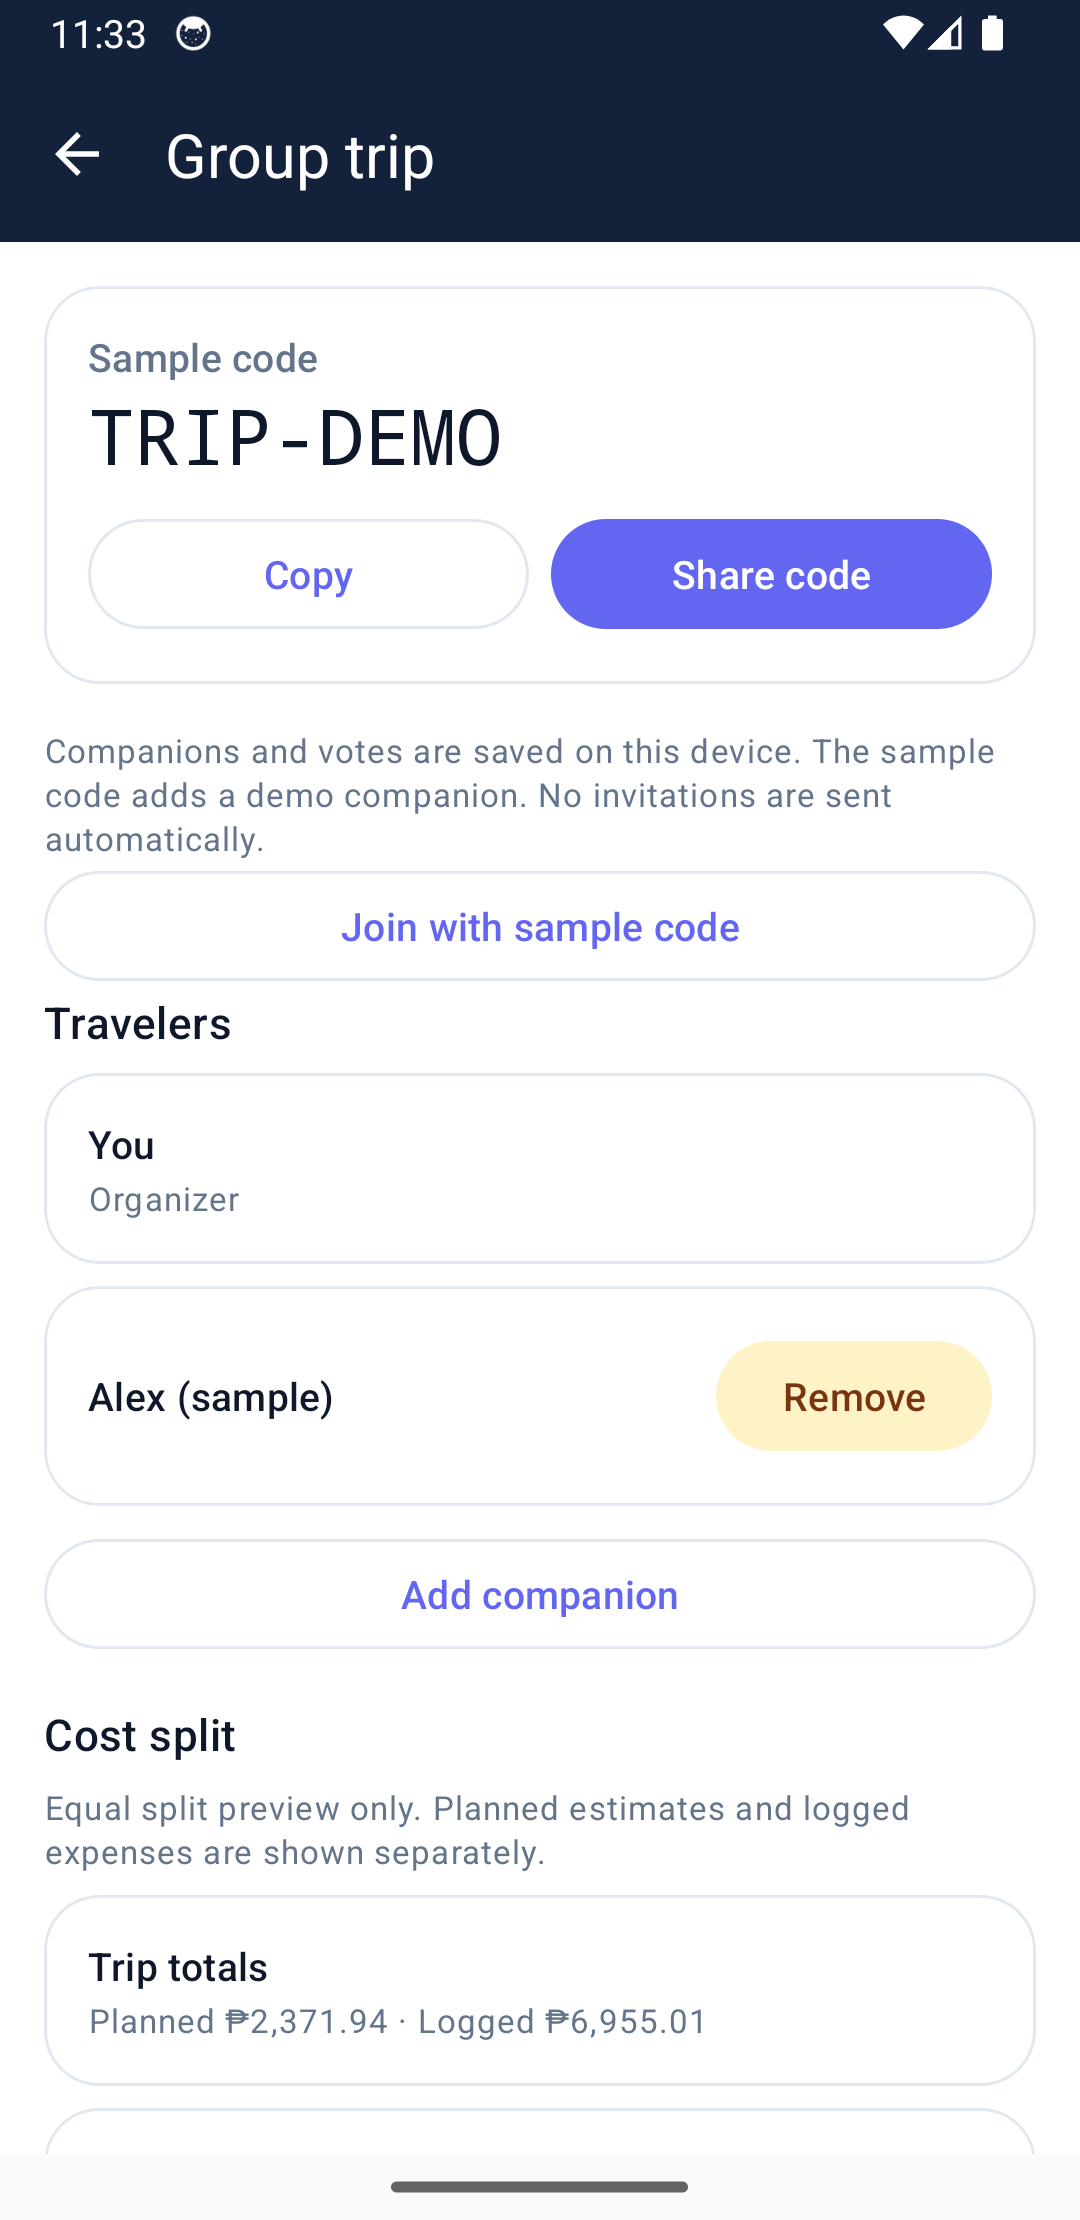 11:33
Group trip
Sample code
TRIP-DEMO
Copy
Share code
Companions and votes are saved on this device. The sample
code adds a demo companion. No invitations are sent
automatically.
Join with sample code
Travelers
You
Organizer
Alex (sample)
Remove
Add companion
Cost split
Equal split preview only. Planned estimates and logged
expenses are shown separately.
Trip totals
Planned ₱2,371.94 · Logged ₱6,955.01